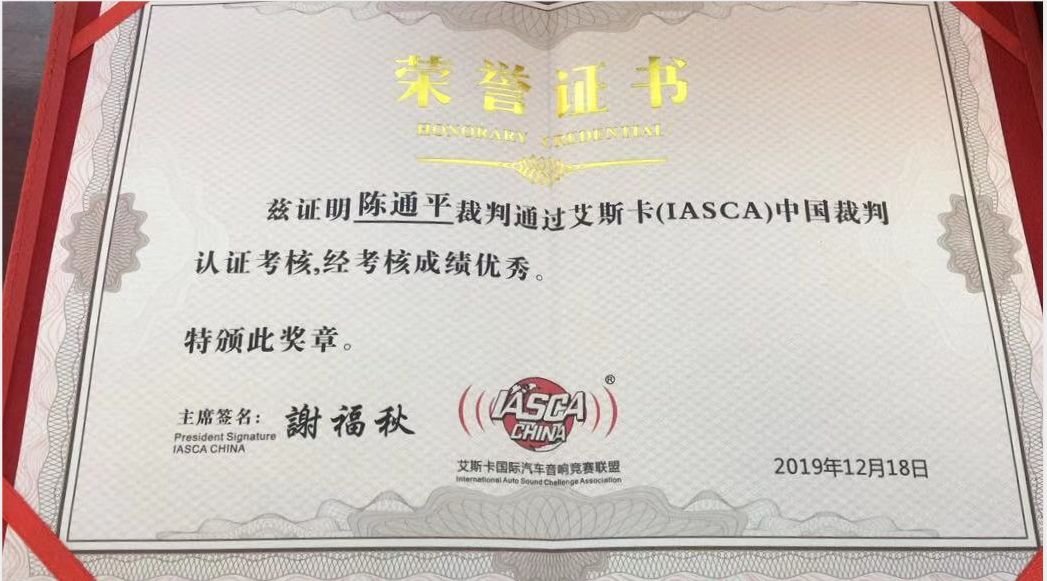 荣誉证书
HONORARY CREDENTIAL
兹证明陈通平裁判通过艾斯卡(IASCA)中国裁判
认证考核,经考核成绩优秀。
特颁此奖章。
主席签名: 謝福秋
President Signature
IASCA CHINA
IASCA ®
CHINA
艾斯卡国际汽车音响竞赛联盟
International Auto Sound Challenge Association
2019年12月18日